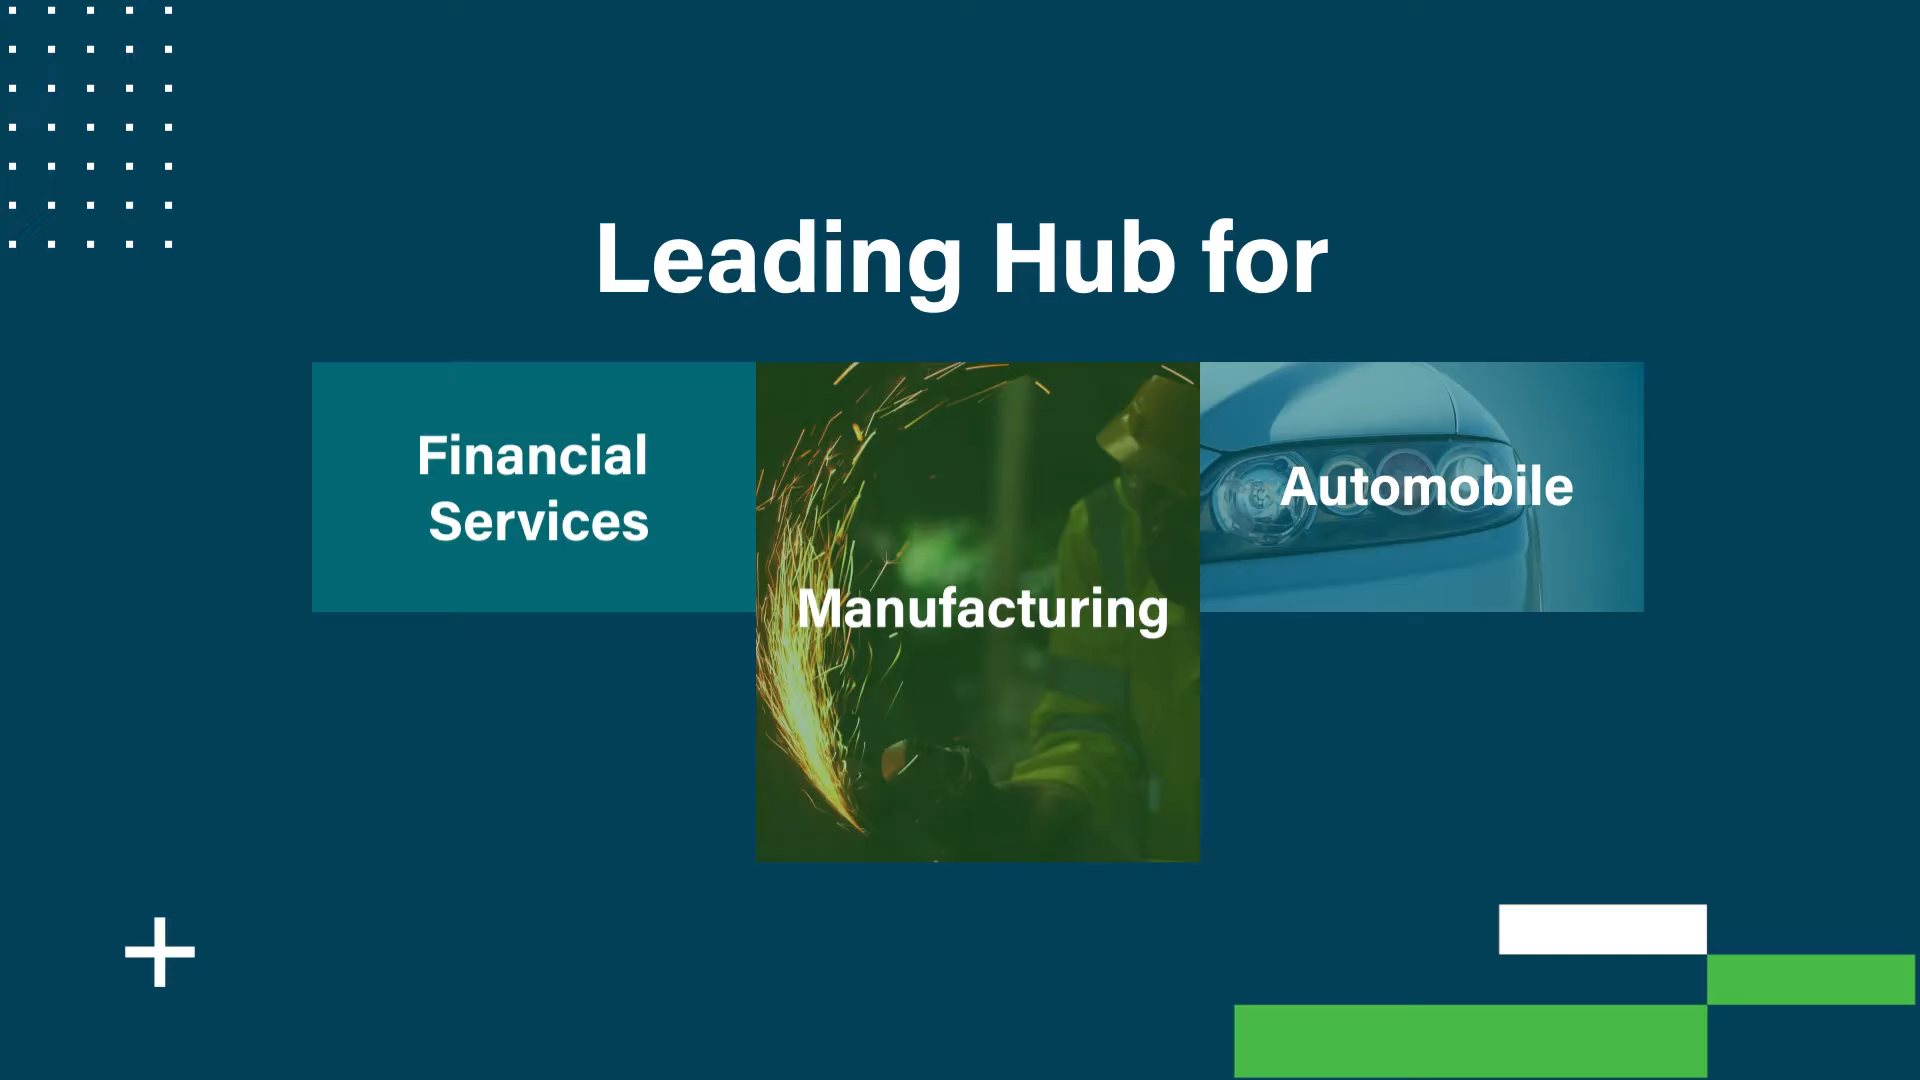 Leading Hub for
Financial
Services
Manufacturing
Automobile